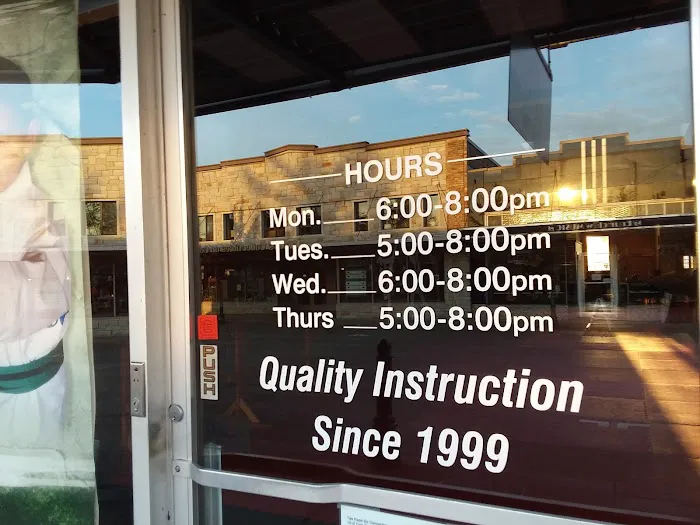 HOURS
Mon. 6:00-8:00pm
Tues. 5:00-8:00pm
Wed. 6:00-8:00pm
Thurs 5:00-8:00pm
PUSH
Quality Instruction
Since 1999